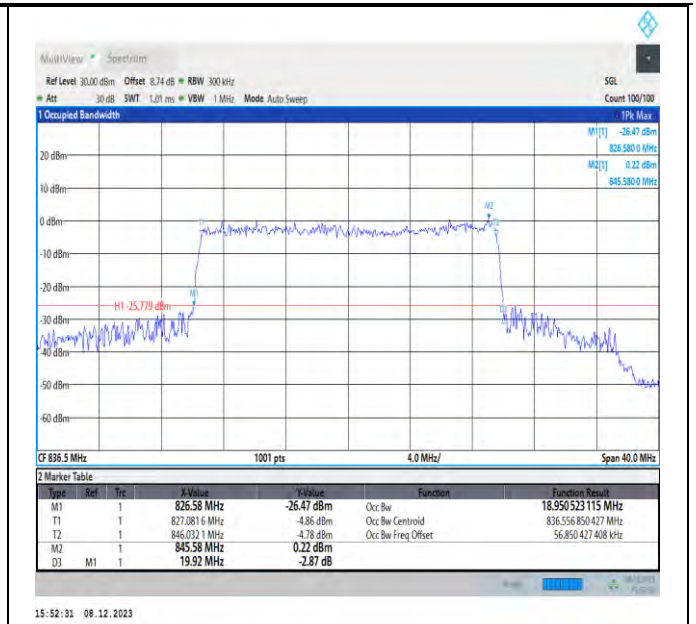 MultiView Spectrum
Ref Level 30.00 dBm Offset 8.74 dB RBW 300 kHz SGL
Att 30 dB SWT 1.01 ms VBW 1 MHz Mode Auto Sweep Count 100/100
1 Occupied Bandwidth 1Pk Max
M1[1] -26.47 dBm
826.580 0 MHz
20 dBm
M2[1] 0.22 dBm
845.580 0 MHz
10 dBm
M2
0 dBm
T1
T2
-10 dBm
-20 dBm
M1
H1 -25.779 dBm
D3
-30 dBm
-40 dBm
-50 dBm
-60 dBm
CF 836.5 MHz 1001 pts 4.0 MHz/ Span 40.0 MHz
2 Marker Table
Type Ref Trc X-Value Y-Value Function Function Result
M1 1 826.58 MHz -26.47 dBm Occ Bw 18.950 523 115 MHz
T1 1 827.081 6 MHz -4.86 dBm Occ Bw Centroid 836.556 850 427 MHz
T2 1 846.032 1 MHz -4.78 dBm Occ Bw Freq Offset 56.850 427 408 kHz
M2 1 845.58 MHz 0.22 dBm
D3 M1 1 19.92 MHz -2.87 dB
15:52:31 08.12.2023